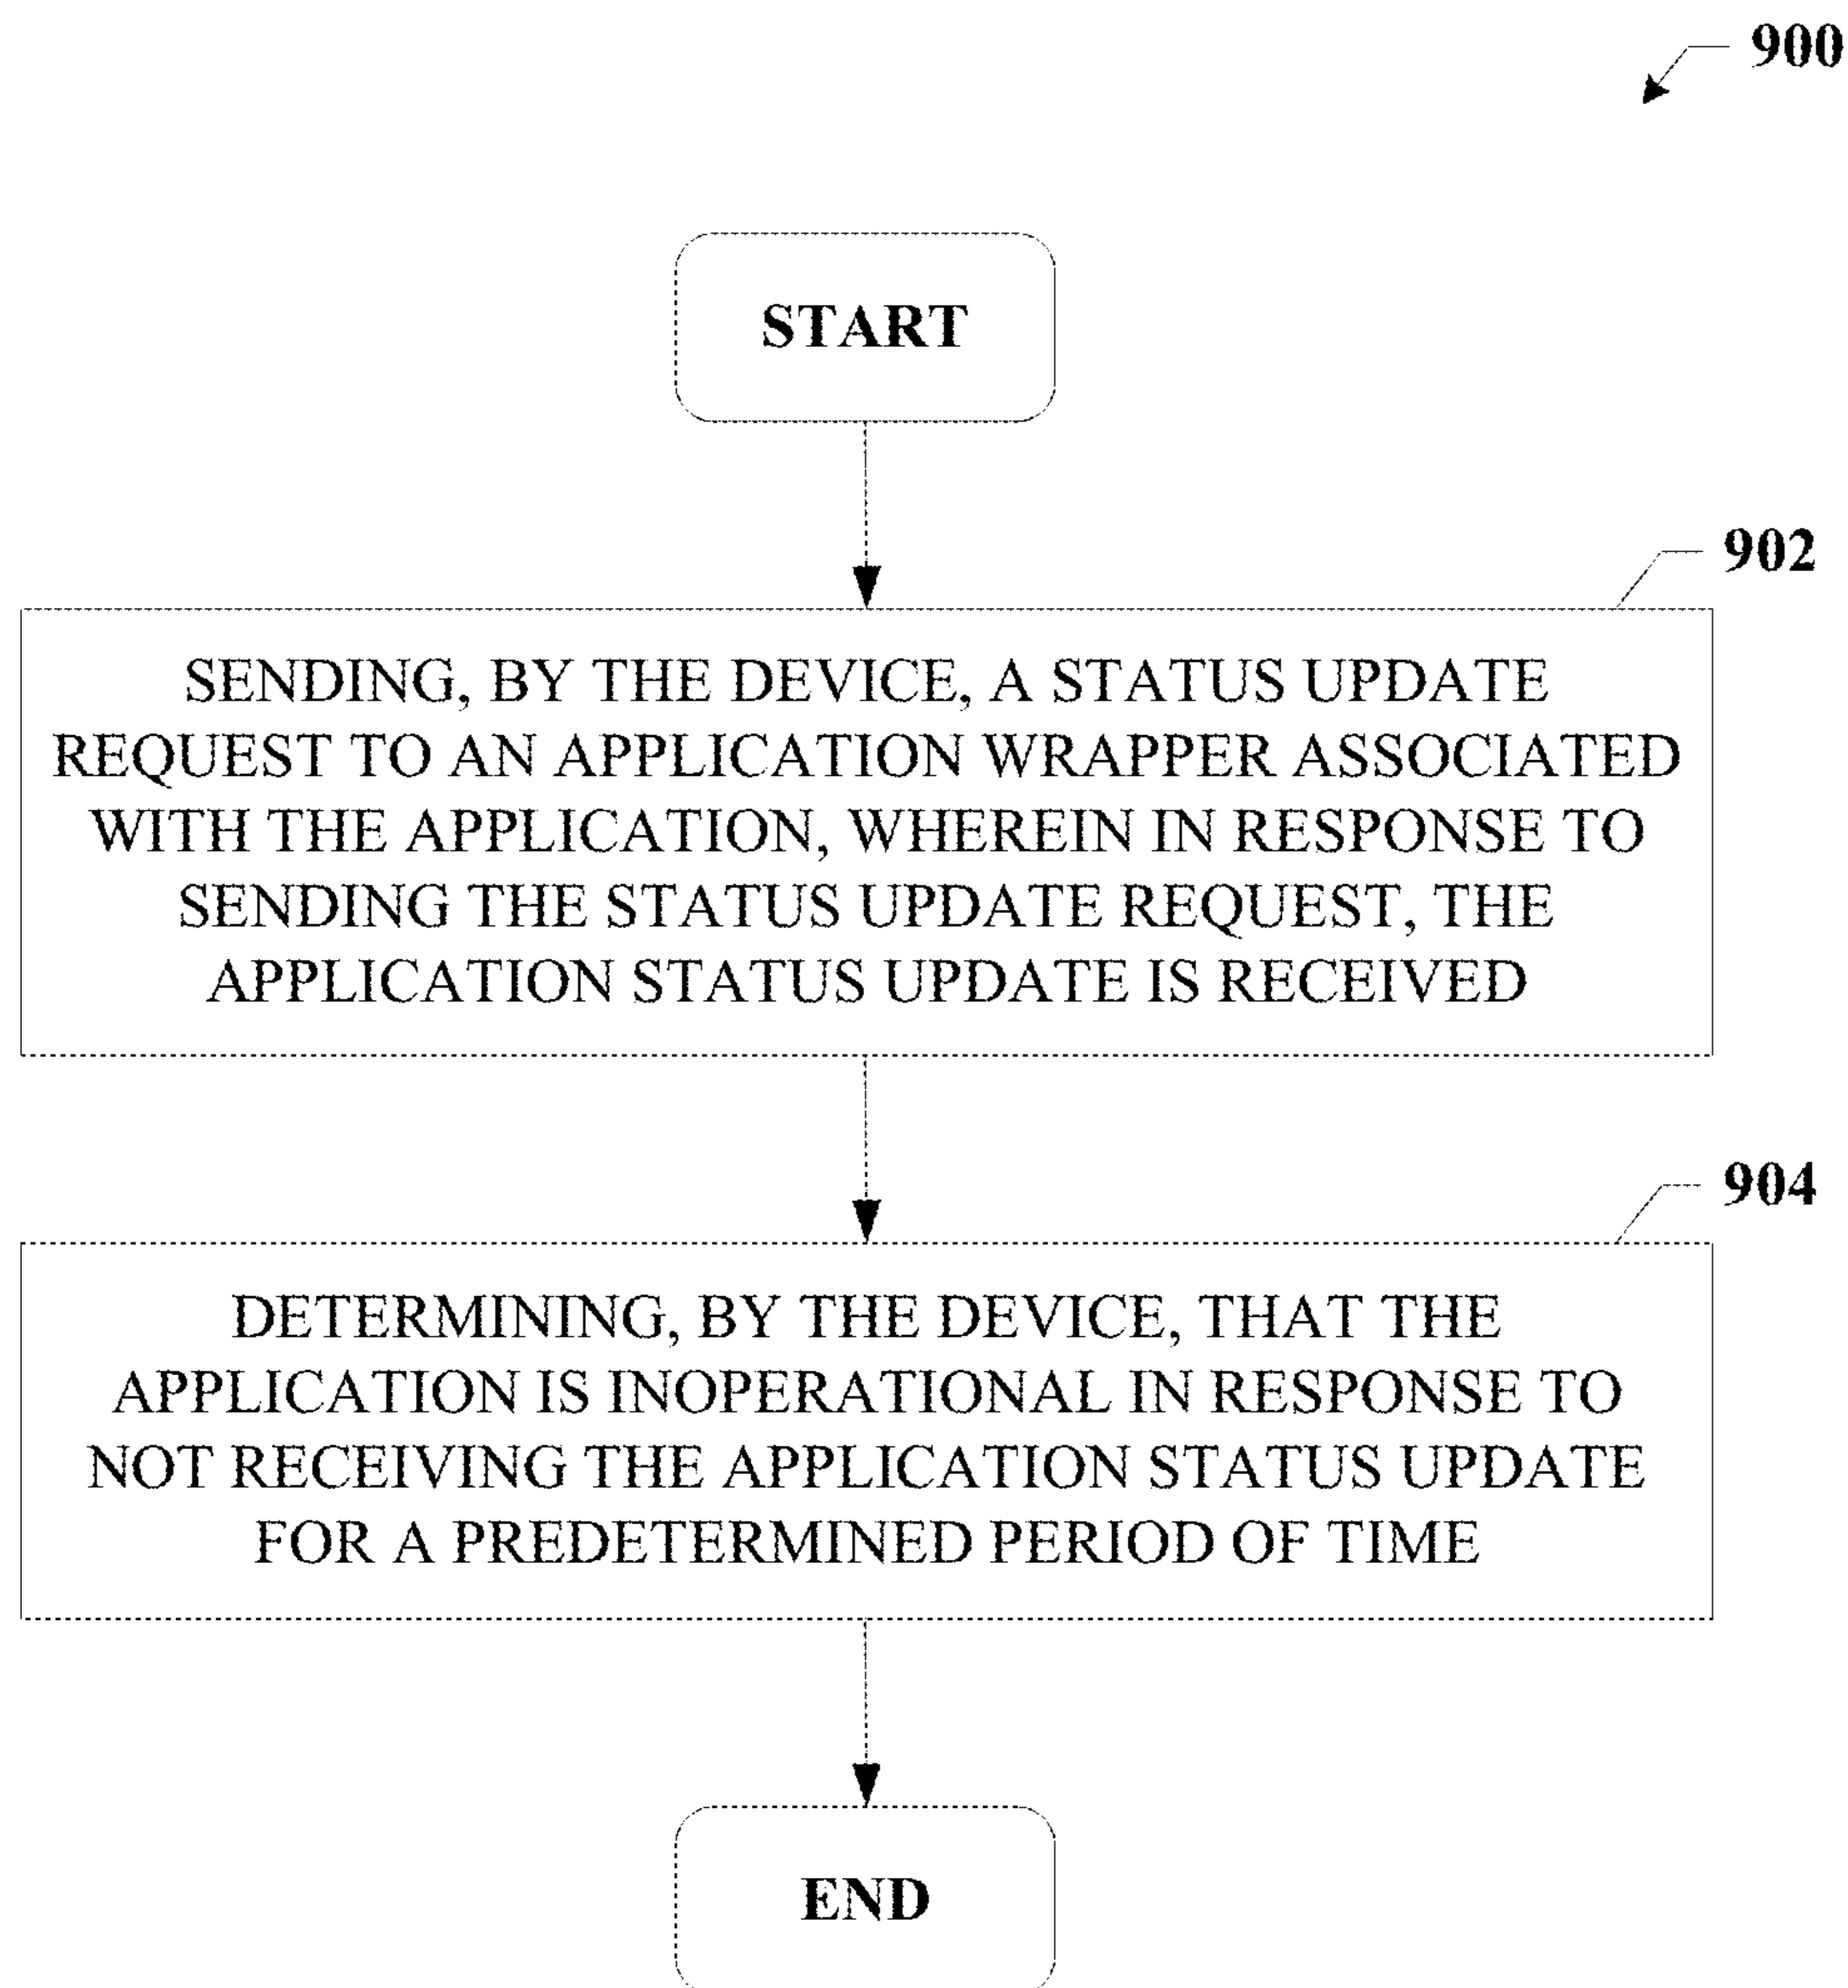 900
START
902
SENDING, BY THE DEVICE, A STATUS UPDATE
REQUEST TO AN APPLICATION WRAPPER ASSOCIATED
WITH THE APPLICATION, WHEREIN IN RESPONSE TO
SENDING THE STATUS UPDATE REQUEST, THE
APPLICATION STATUS UPDATE IS RECEIVED
904
DETERMINING, BY THE DEVICE, THAT THE
APPLICATION IS INOPERATIONAL IN RESPONSE TO
NOT RECEIVING THE APPLICATION STATUS UPDATE
FOR A PREDETERMINED PERIOD OF TIME
END